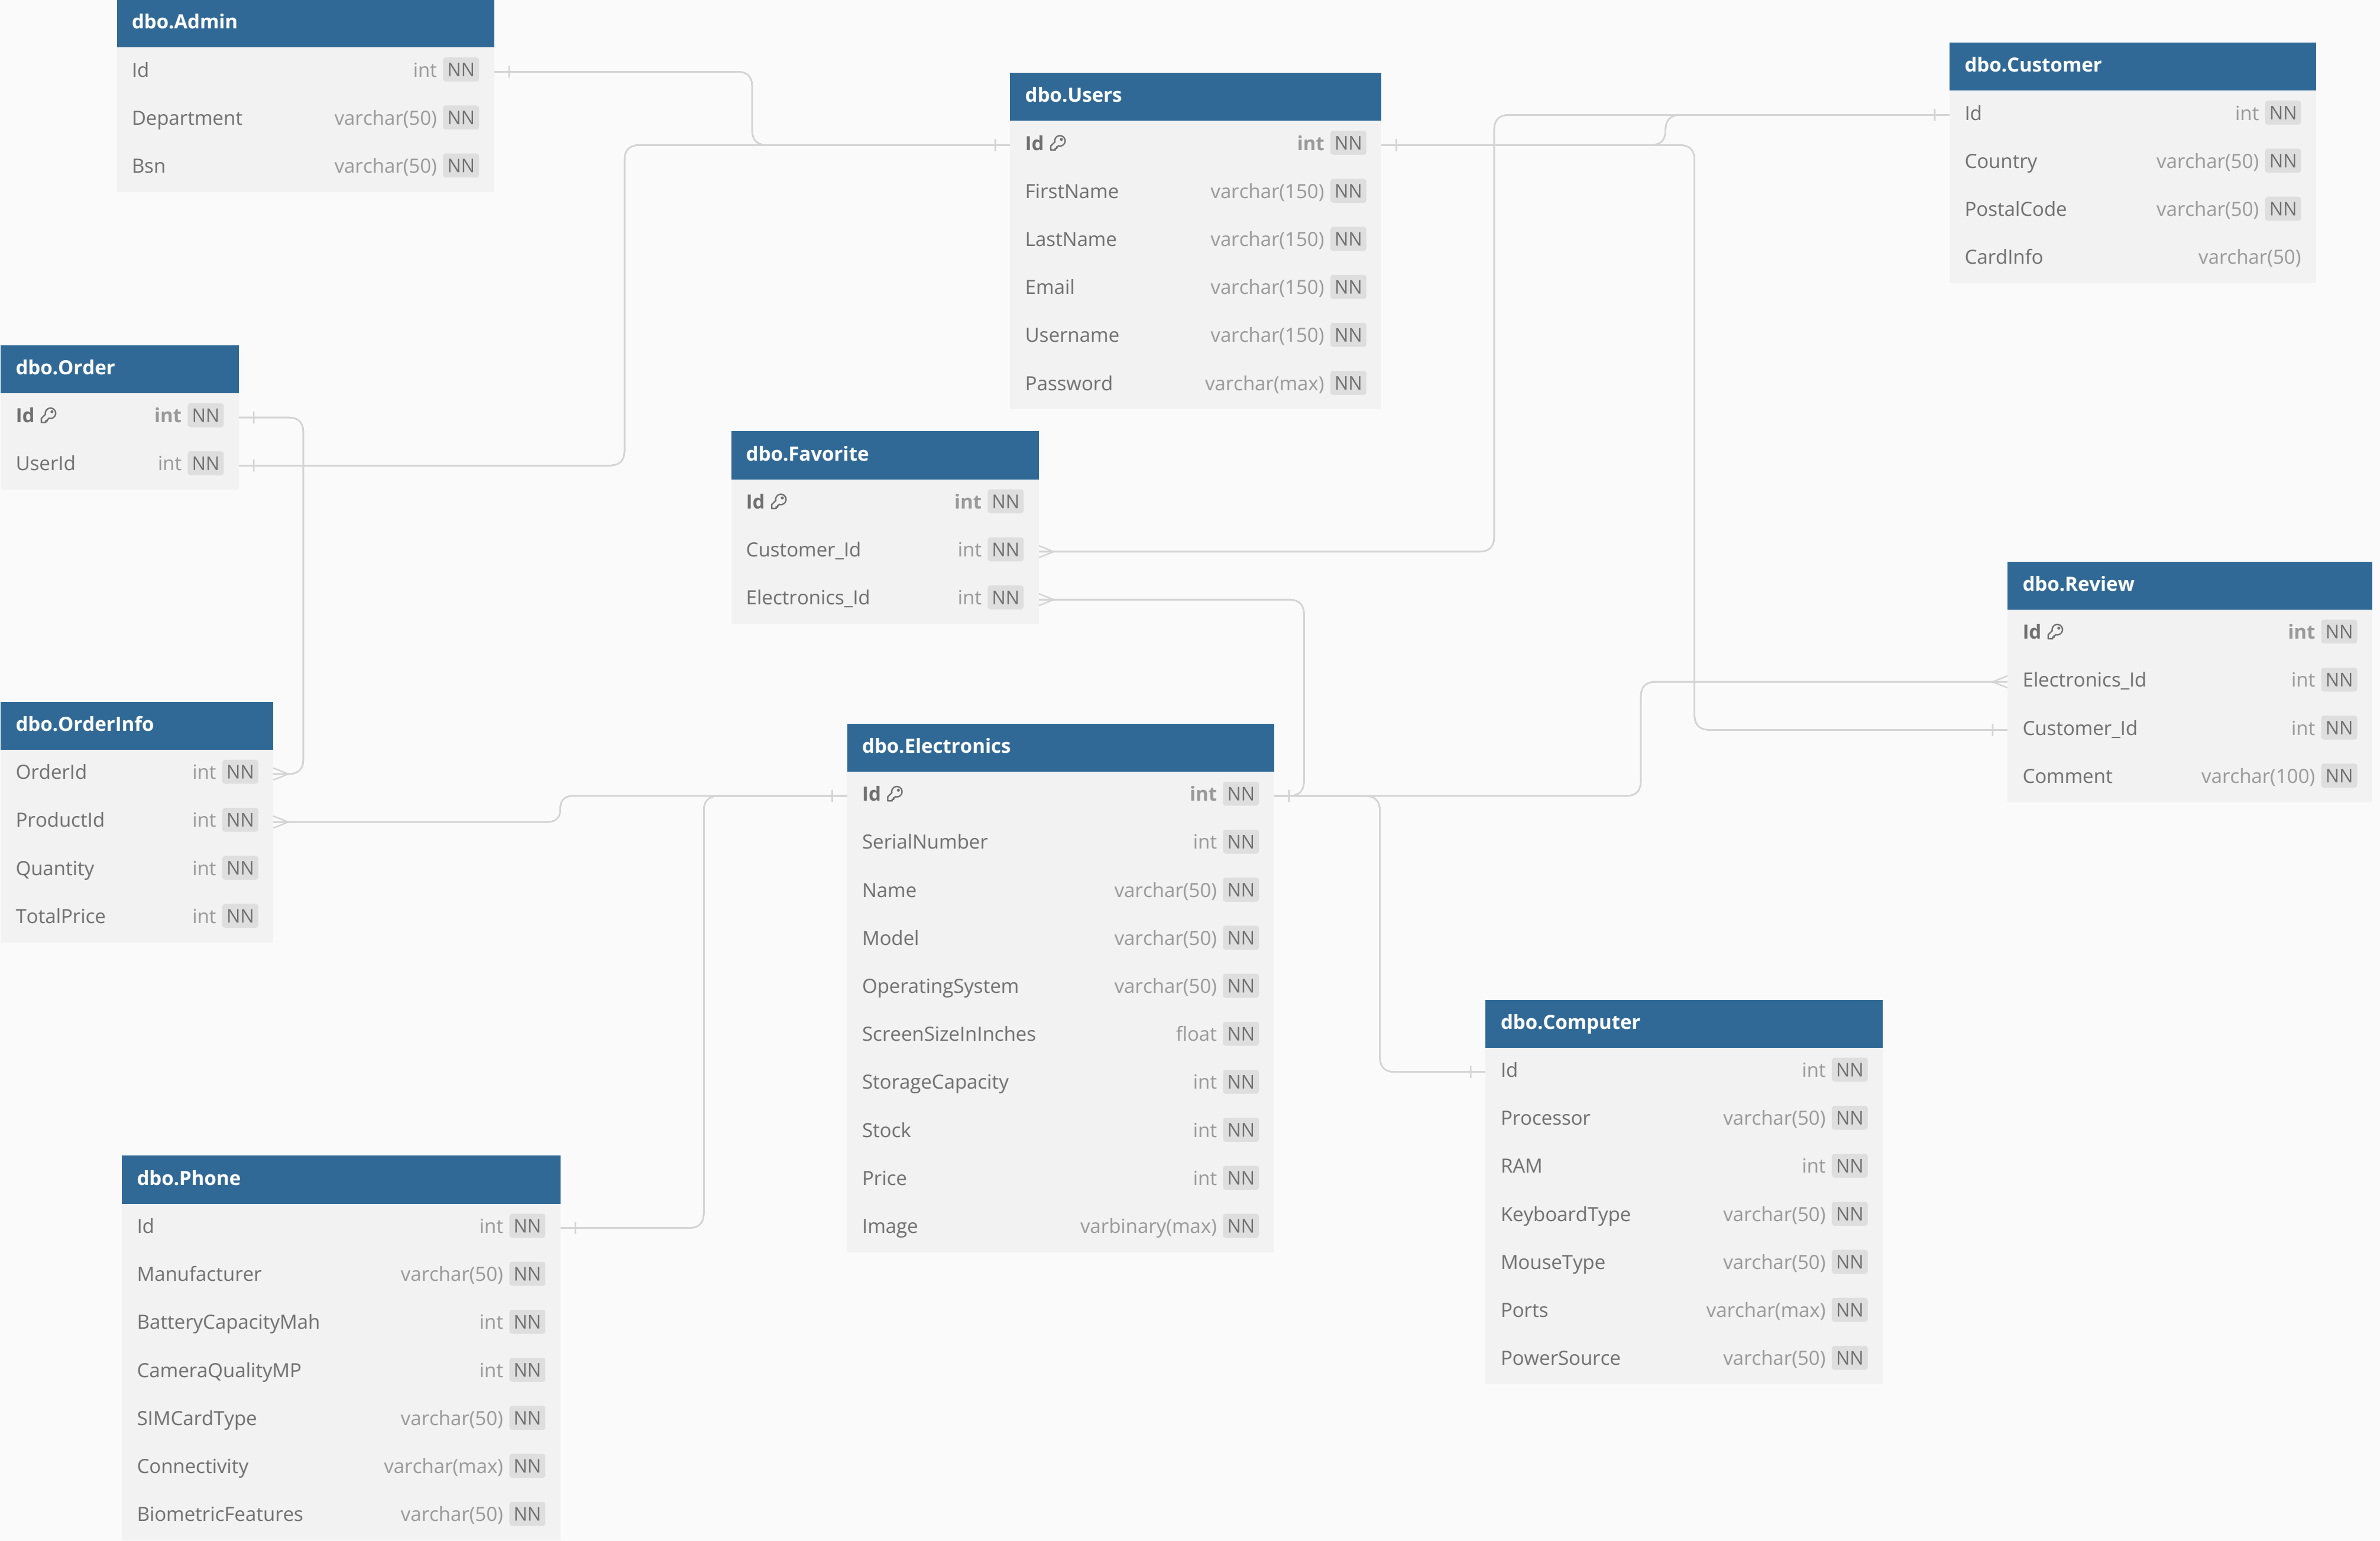 dbo.Admin
Id int NN
Department varchar(50) NN
Bsn varchar(50) NN
dbo.Users
Id int NN
FirstName varchar(150) NN
LastName varchar(150) NN
Email varchar(150) NN
Username varchar(150) NN
Password varchar(max) NN
dbo.Customer
Id int NN
Country varchar(50) NN
PostalCode varchar(50) NN
CardInfo varchar(50)
dbo.Order
Id int NN
UserId int NN
dbo.Favorite
Id int NN
Customer_Id int NN
Electronics_Id int NN
dbo.Review
Id int NN
Electronics_Id int NN
Customer_Id int NN
Comment varchar(100) NN
dbo.OrderInfo
OrderId int NN
ProductId int NN
Quantity int NN
TotalPrice int NN
dbo.Electronics
Id int NN
SerialNumber int NN
Name varchar(50) NN
Model varchar(50) NN
OperatingSystem varchar(50) NN
ScreenSizeInInches float NN
StorageCapacity int NN
Stock int NN
Price int NN
Image varbinary(max) NN
dbo.Computer
Id int NN
Processor varchar(50) NN
RAM int NN
KeyboardType varchar(50) NN
MouseType varchar(50) NN
Ports varchar(max) NN
PowerSource varchar(50) NN
dbo.Phone
Id int NN
Manufacturer varchar(50) NN
BatteryCapacityMah int NN
CameraQualityMP int NN
SIMCardType varchar(50) NN
Connectivity varchar(max) NN
BiometricFeatures varchar(50) NN